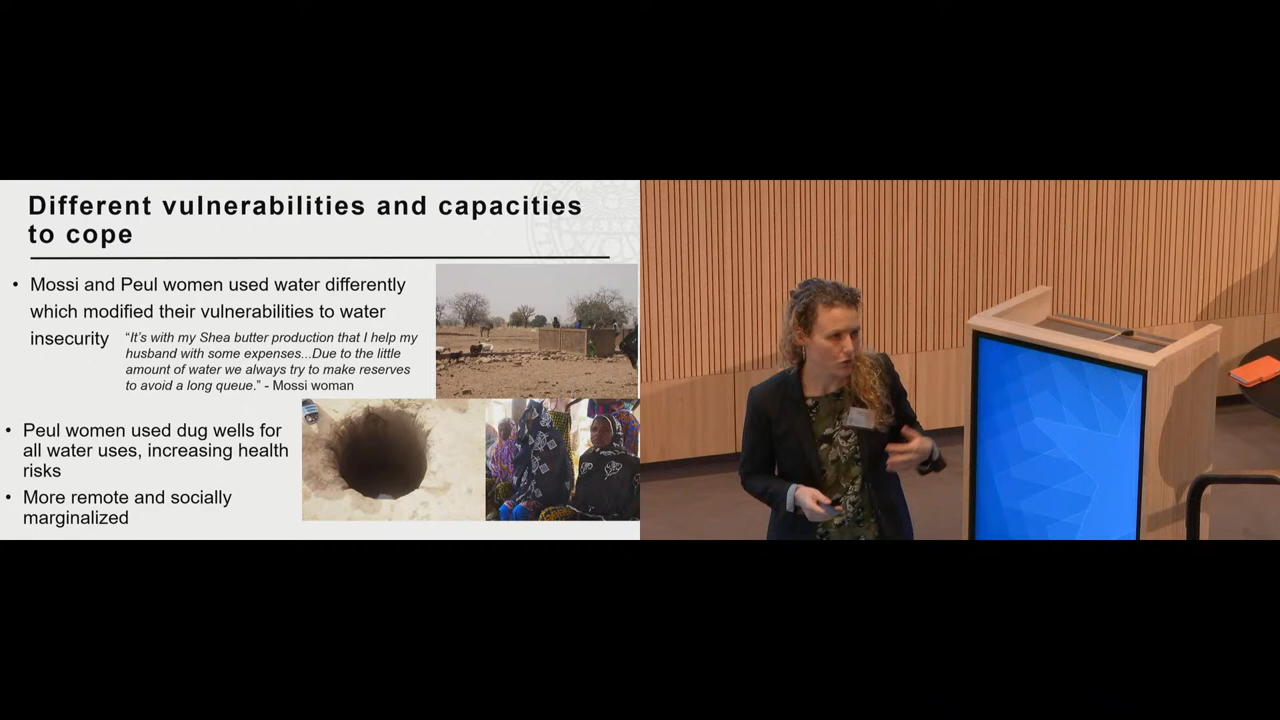 Different vulnerabilities and capacities
to cope
• Mossi and Peul women used water differently
which modified their vulnerabilities to water
insecurity
“It’s with my Shea butter production that I help my
husband with some expenses...Due to the little
amount of water we always try to make reserves
to avoid a long queue.” - Mossi woman
• Peul women used dug wells for
all water uses, increasing health
risks
• More remote and socially
marginalized